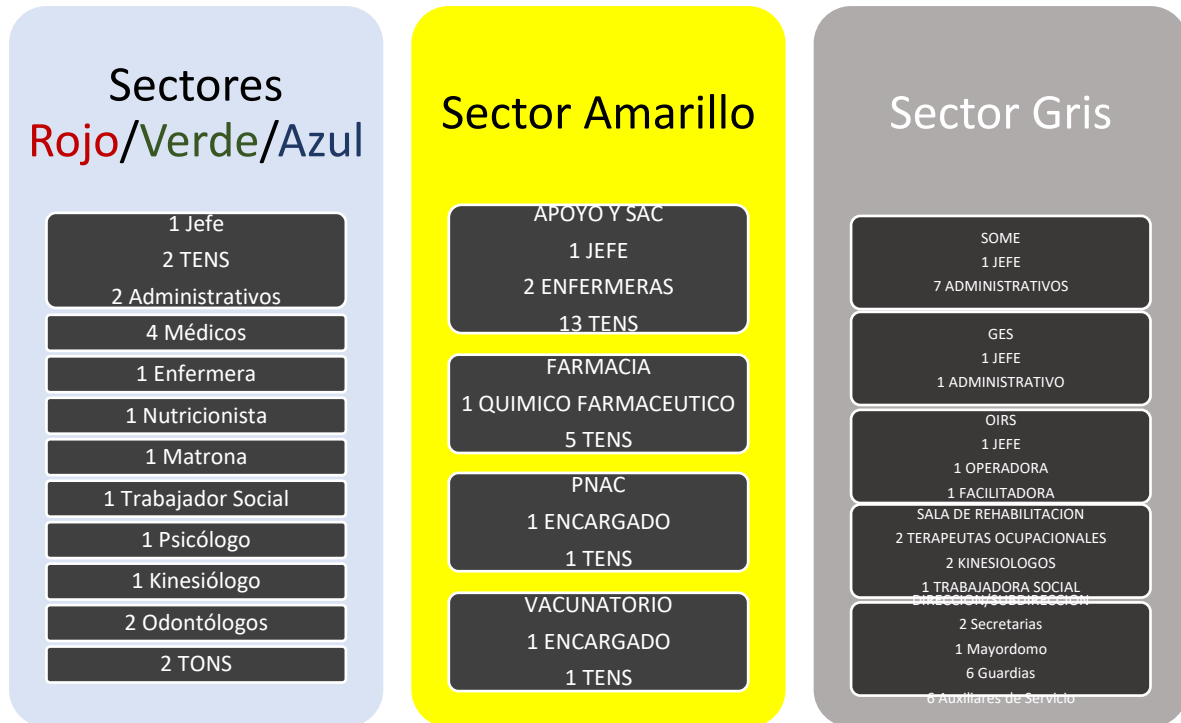 Sectores
Rojo/Verde/Azul
1 Jefe
2 TENS
2 Administrativos
4 Médicos
1 Enfermera
1 Nutricionista
1 Matrona
1 Trabajador Social
1 Psicólogo
1 Kinesiólogo
2 Odontólogos
2 TONS
Sector Amarillo
APOYO Y SAC
1 JEFE
2 ENFERMERAS
13 TENS
FARMACIA
1 QUIMICO FARMACEUTICO
5 TENS
PNAC
1 ENCARGADO
1 TENS
VACUNATORIO
1 ENCARGADO
1 TENS
Sector Gris
SOME
1 JEFE
7 ADMINISTRATIVOS
GES
1 JEFE
1 ADMINISTRATIVO
OIRS
1 JEFE
1 OPERADORA
1 FACILITADORA
SALA DE REHABILITACION
2 TERAPEUTAS OCUPACIONALES
2 KINESIOLOGOS
1 TRABAJADORA SOCIAL
DIRECCION/SUBDIRECCION
2 Secretarias
1 Mayordomo
6 Guardias
6 Auxiliares de Servicio